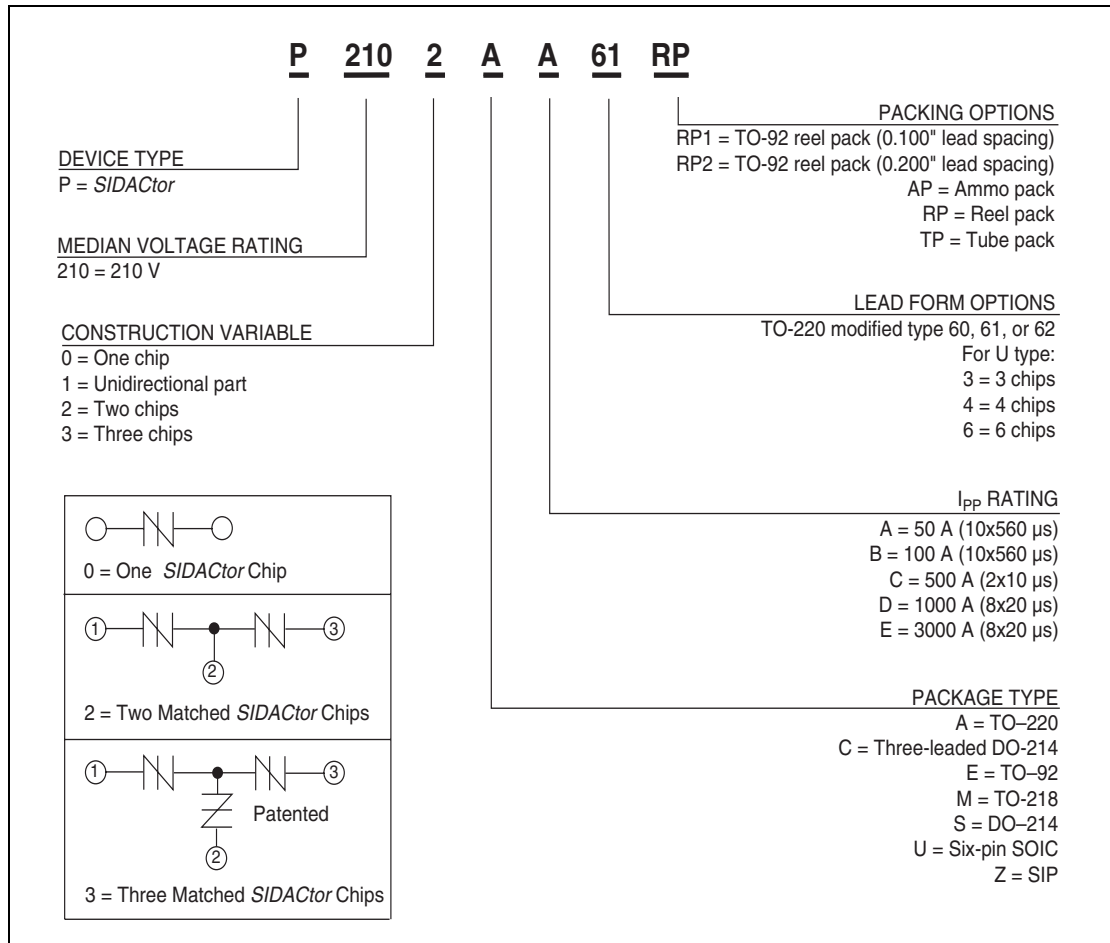 P 210 2 A A 61 RP
DEVICE TYPE
P = SIDACtor
MEDIAN VOLTAGE RATING
210 = 210 V
CONSTRUCTION VARIABLE
0 = One chip
1 = Unidirectional part
2 = Two chips
3 = Three chips
PACKING OPTIONS
RP1 = TO-92 reel pack (0.100" lead spacing)
RP2 = TO-92 reel pack (0.200" lead spacing)
AP = Ammo pack
RP = Reel pack
TP = Tube pack
LEAD FORM OPTIONS
TO-220 modified type 60, 61, or 62
For U type:
3 = 3 chips
4 = 4 chips
6 = 6 chips
IPP RATING
A = 50 A (10x560 µs)
B = 100 A (10x560 µs)
C = 500 A (2x10 µs)
D = 1000 A (8x20 µs)
E = 3000 A (8x20 µs)
PACKAGE TYPE
A = TO–220
C = Three-leaded DO-214
E = TO–92
M = TO-218
S = DO–214
U = Six-pin SOIC
Z = SIP
0 = One SIDACtor Chip
1 3
2
2 = Two Matched SIDACtor Chips
1 3
Patented
2
3 = Three Matched SIDACtor Chips